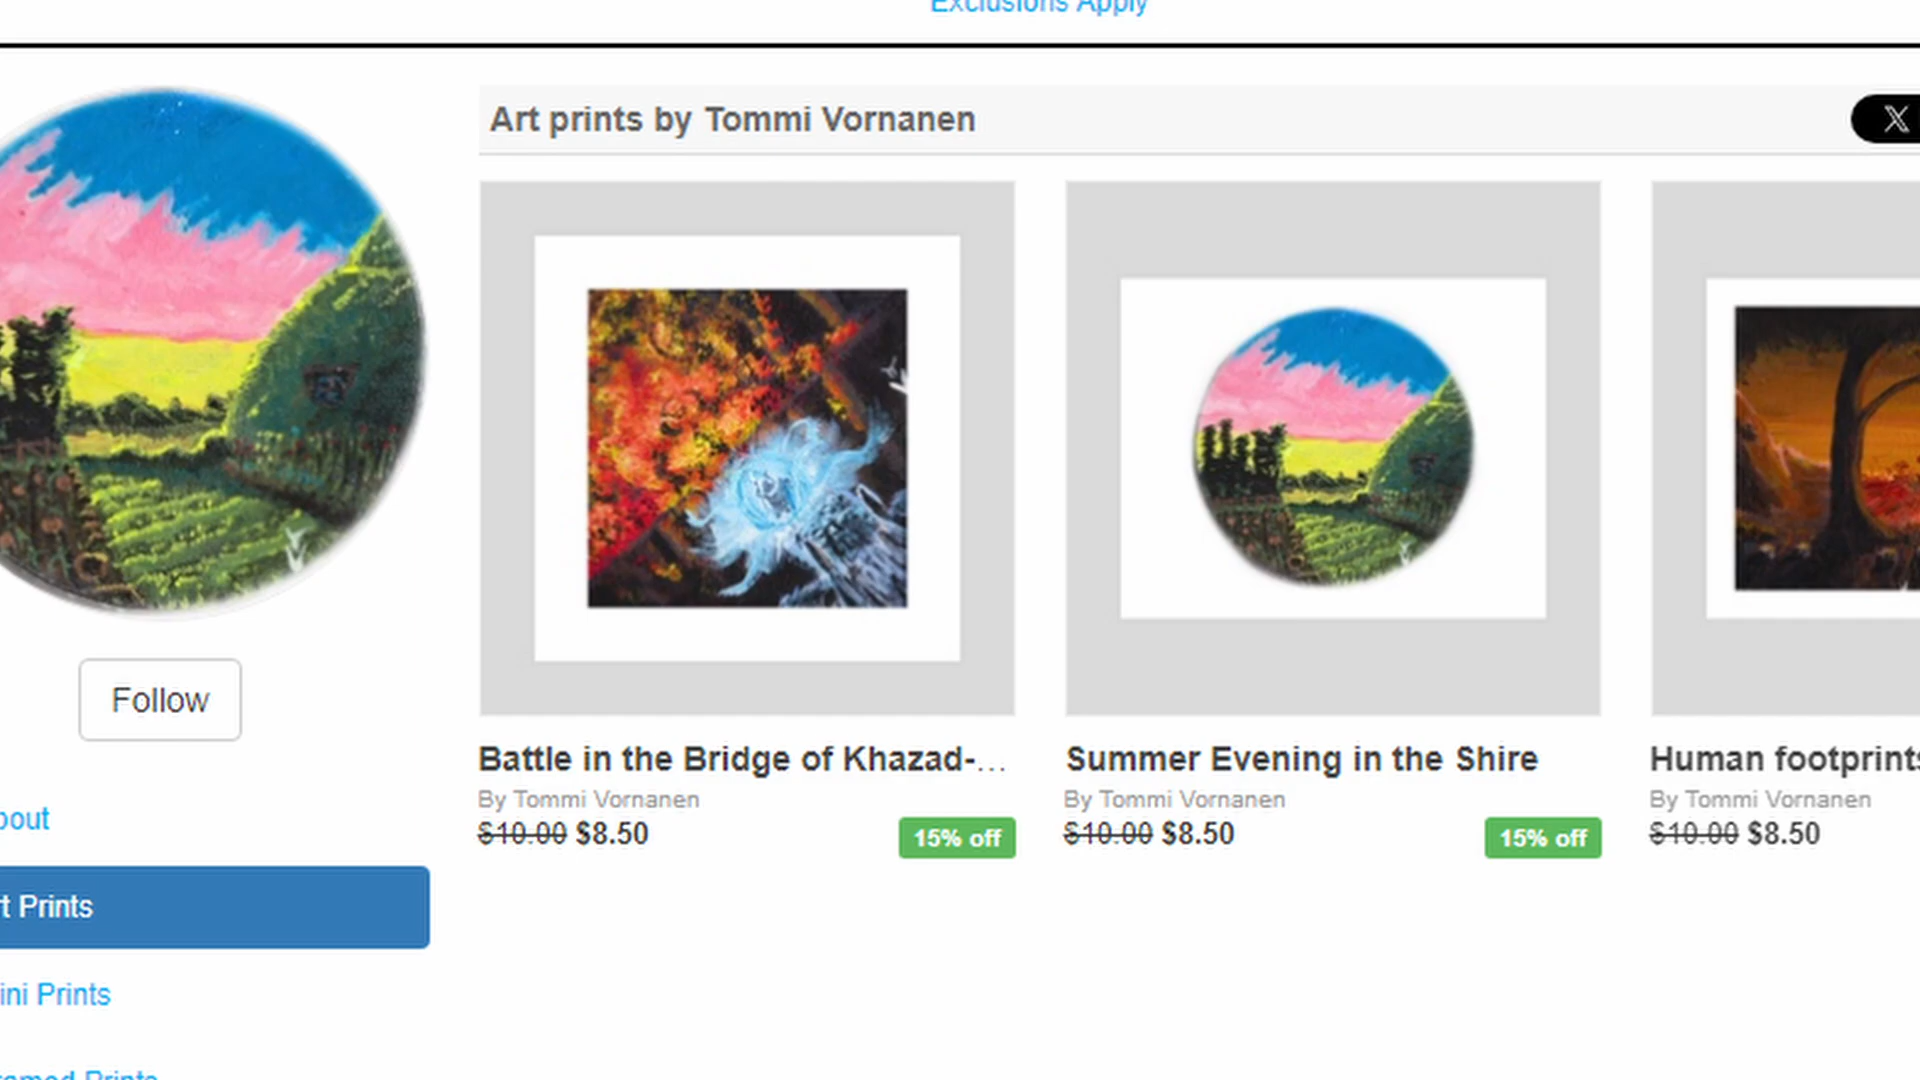 Exclusions Apply
Art prints by Tommi Vornanen
X
Follow
Battle in the Bridge of Khazad-...
By Tommi Vornanen
$10.00 $8.50
15% off
Summer Evening in the Shire
By Tommi Vornanen
$10.00 $8.50
15% off
Human footprints
By Tommi Vornanen
$10.00 $8.50
bout
t Prints
ini Prints
ramed Prints